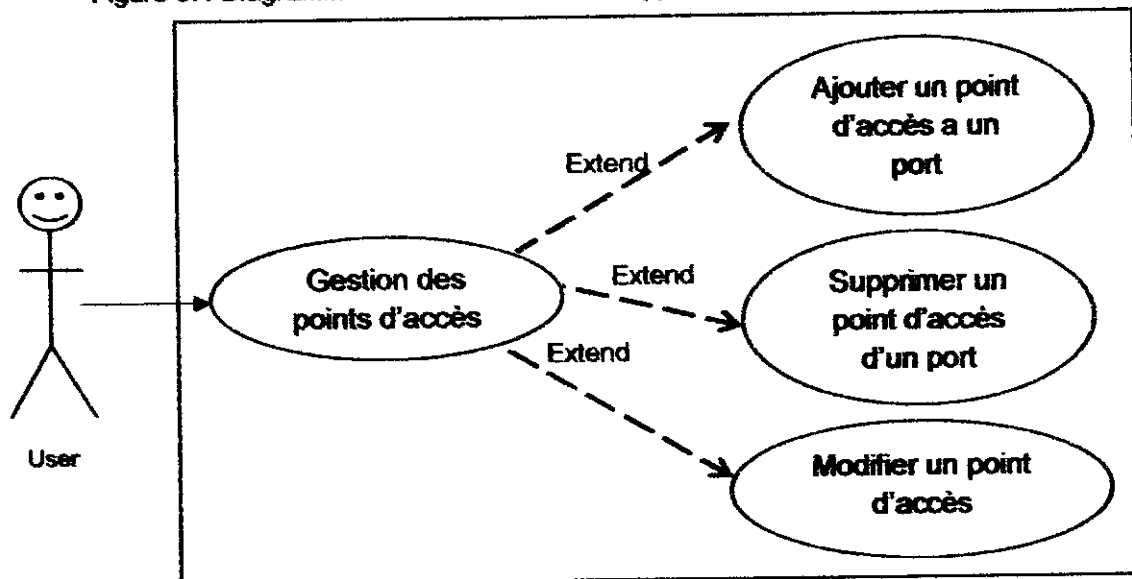 Ajouter un point
d'accès a un
port
Extend
Gestion des
points d'accès
Extend
Supprimer un
point d'accès
d'un port
Extend
User
Modifier un point
d'accès